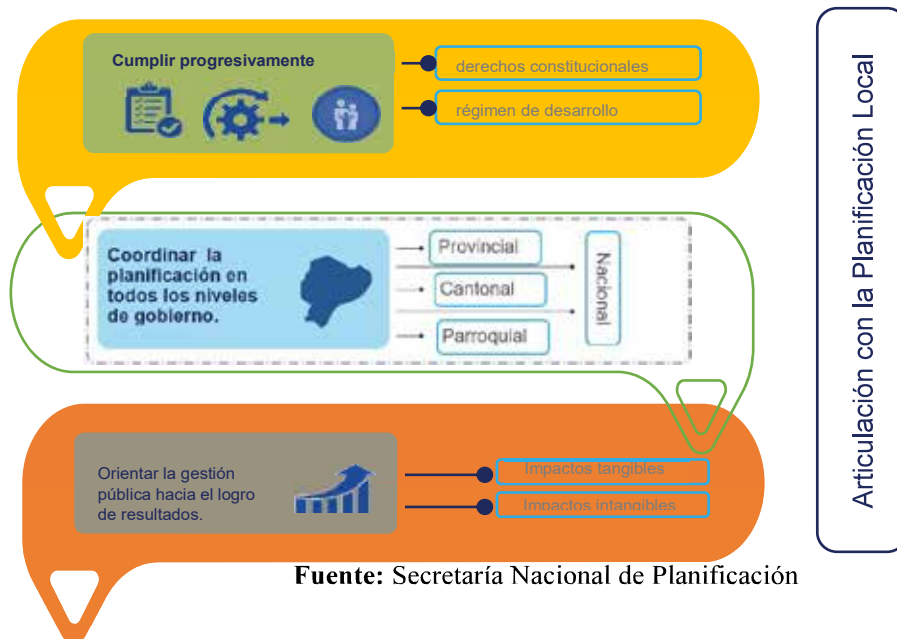 Cumplir progresivamente
derechos constitucionales
régimen de desarrollo
Coordinar la
planificación en
todos los niveles
de gobierno.
Provincial
Cantonal
Parroquial
Nacional
Orientar la gestión
pública hacia el logro
de resultados.
Impactos tangibles
Impactos intangibles
Articulación con la Planificación Local
Fuente: Secretaría Nacional de Planificación